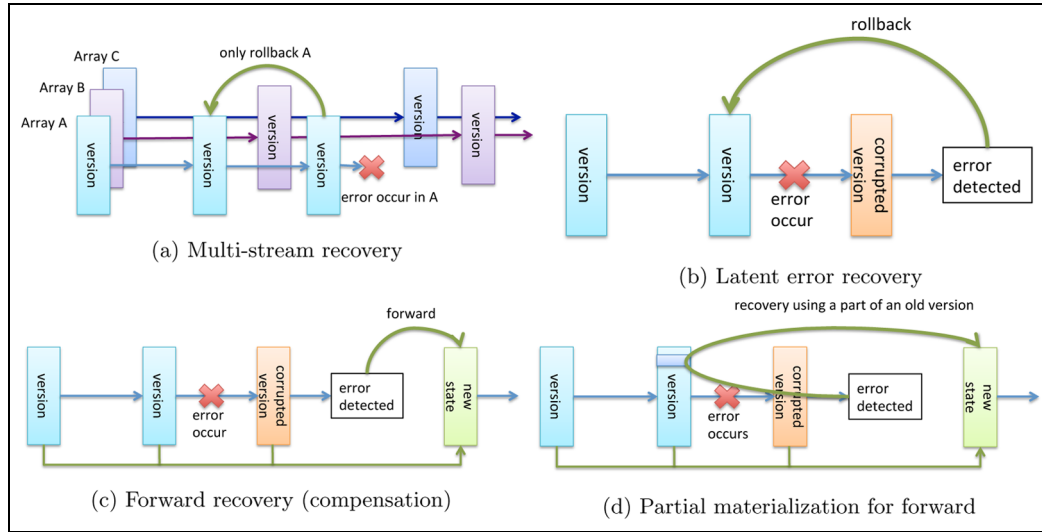 Array C
Array B
Array A
only rollback A
version
version
version
version
version
version
error occur in A
(a) Multi-stream recovery
rollback
version
version
error
occur
corrupted
version
error
detected
(b) Latent error recovery
forward
version
version
error
occur
corrupted
version
error
detected
new
state
(c) Forward recovery (compensation)
recovery using a part of an old version
version
version
error
occurs
corrupted
version
error
detected
new
state
(d) Partial materialization for forward